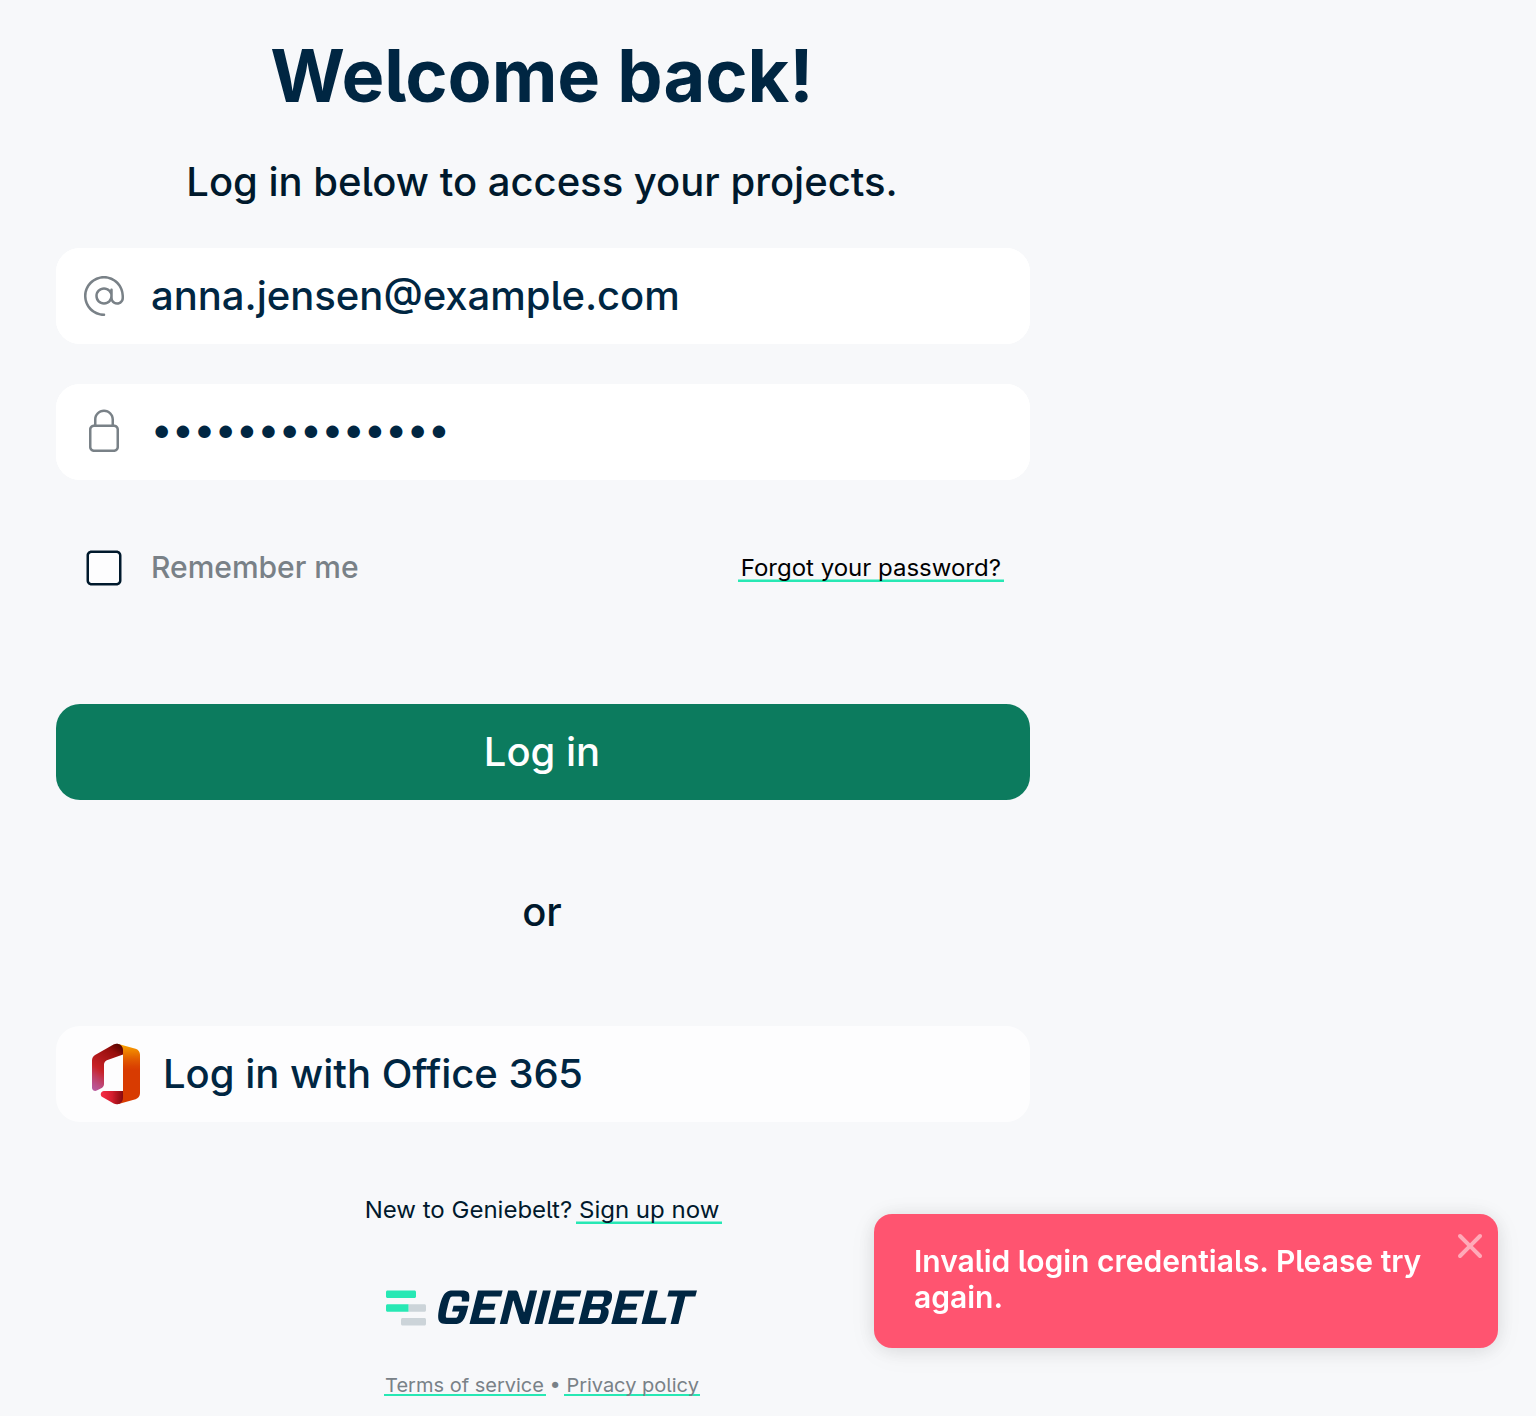 Welcome back!
Log in below to access your projects.
anna.jensen@example.com
••••••••••••••
Remember me
Forgot your password?
Log in
or
Log in with Office 365
New to Geniebelt? Sign up now
Invalid login credentials. Please try
again.
GENIEBELT
Terms of service • Privacy policy